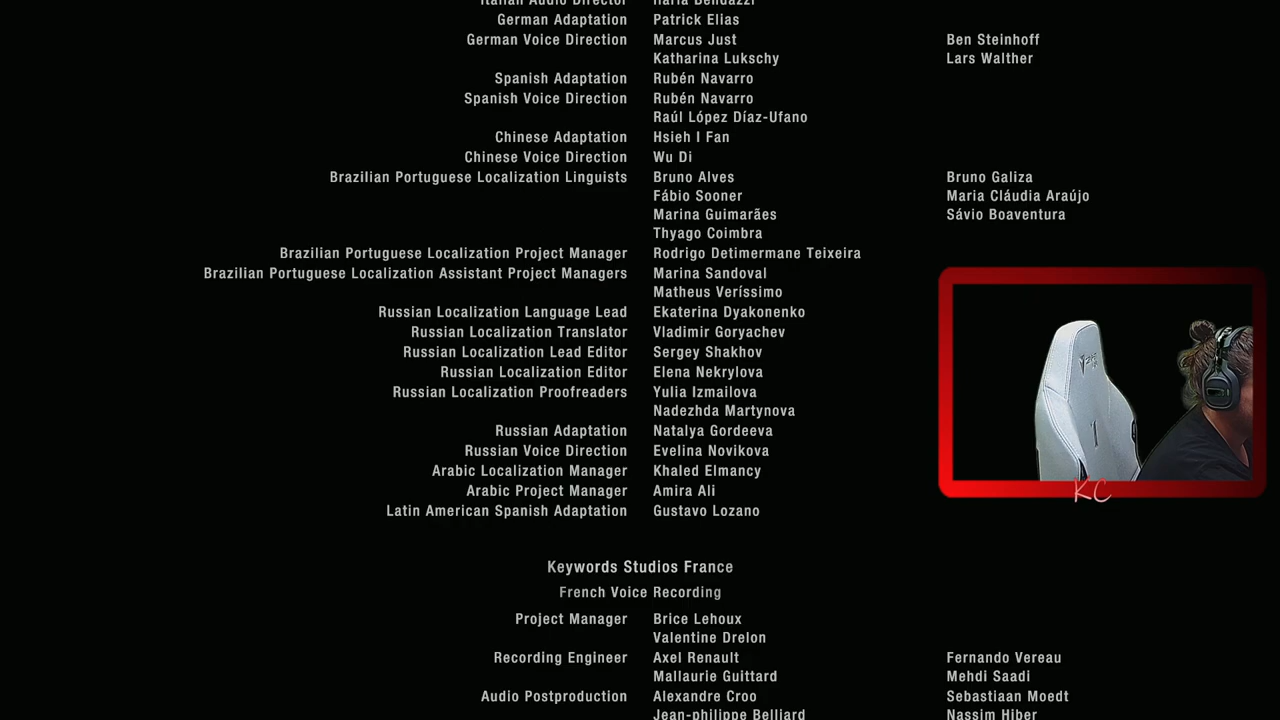 Italian Audio Director Ilaria Bendazzi
German Adaptation Patrick Elias
German Voice Direction Marcus Just Ben Steinhoff
Katharina Lukschy Lars Walther
Spanish Adaptation Rubén Navarro
Spanish Voice Direction Rubén Navarro
Raúl López Díaz-Ufano
Chinese Adaptation Hsieh I Fan
Chinese Voice Direction Wu Di
Brazilian Portuguese Localization Linguists Bruno Alves Bruno Galiza
Fábio Sooner Maria Cláudia Araújo
Marina Guimarães Sávio Boaventura
Thyago Coimbra
Brazilian Portuguese Localization Project Manager Rodrigo Detimermane Teixeira
Brazilian Portuguese Localization Assistant Project Managers Marina Sandoval
Matheus Veríssimo
Russian Localization Language Lead Ekaterina Dyakonenko
Russian Localization Translator Vladimir Goryachev
Russian Localization Lead Editor Sergey Shakhov
Russian Localization Editor Elena Nekrylova
Russian Localization Proofreaders Yulia Izmailova
Nadezhda Martynova
Russian Adaptation Natalya Gordeeva
Russian Voice Direction Evelina Novikova
Arabic Localization Manager Khaled Elmancy
Arabic Project Manager Amira Ali
Latin American Spanish Adaptation Gustavo Lozano
1
KC
Keywords Studios France
French Voice Recording
Project Manager Brice Lehoux
Valentine Drelon
Recording Engineer Axel Renault Fernando Vereau
Mallaurie Guittard Mehdi Saadi
Audio Postproduction Alexandre Croo Sebastiaan Moedt
Jean-philippe Belliard Nassim Hiber